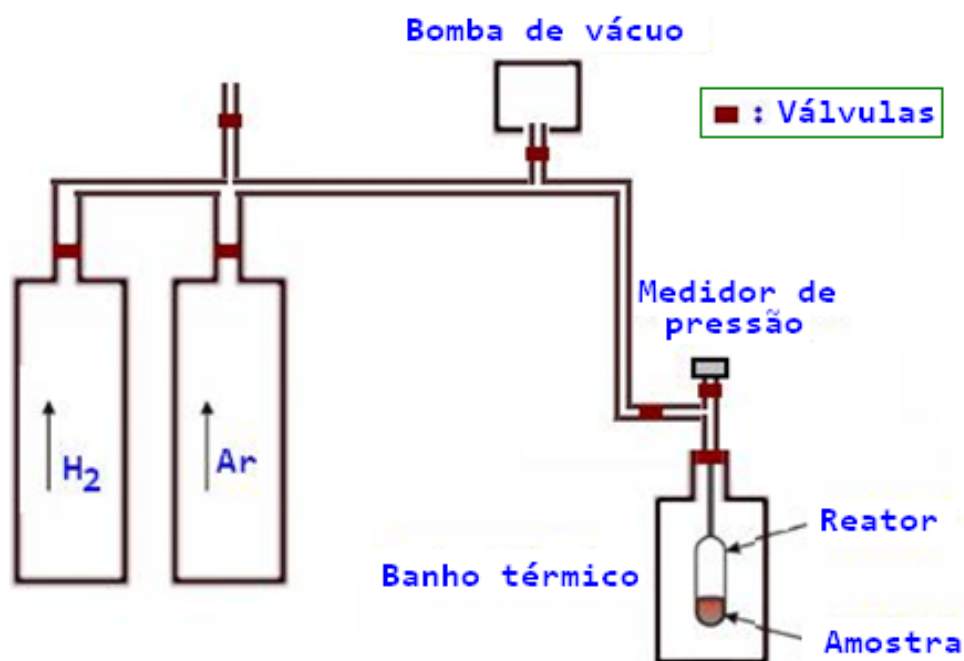 Bomba de vácuo
: Válvulas
Medidor de
pressão
H2
Ar
Reator
Banho térmico
Amostra